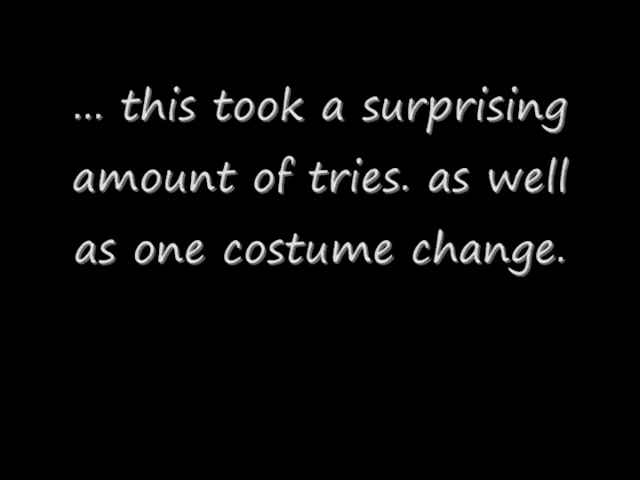 ... this took a surprising
amount of tries. as well
as one costume change.